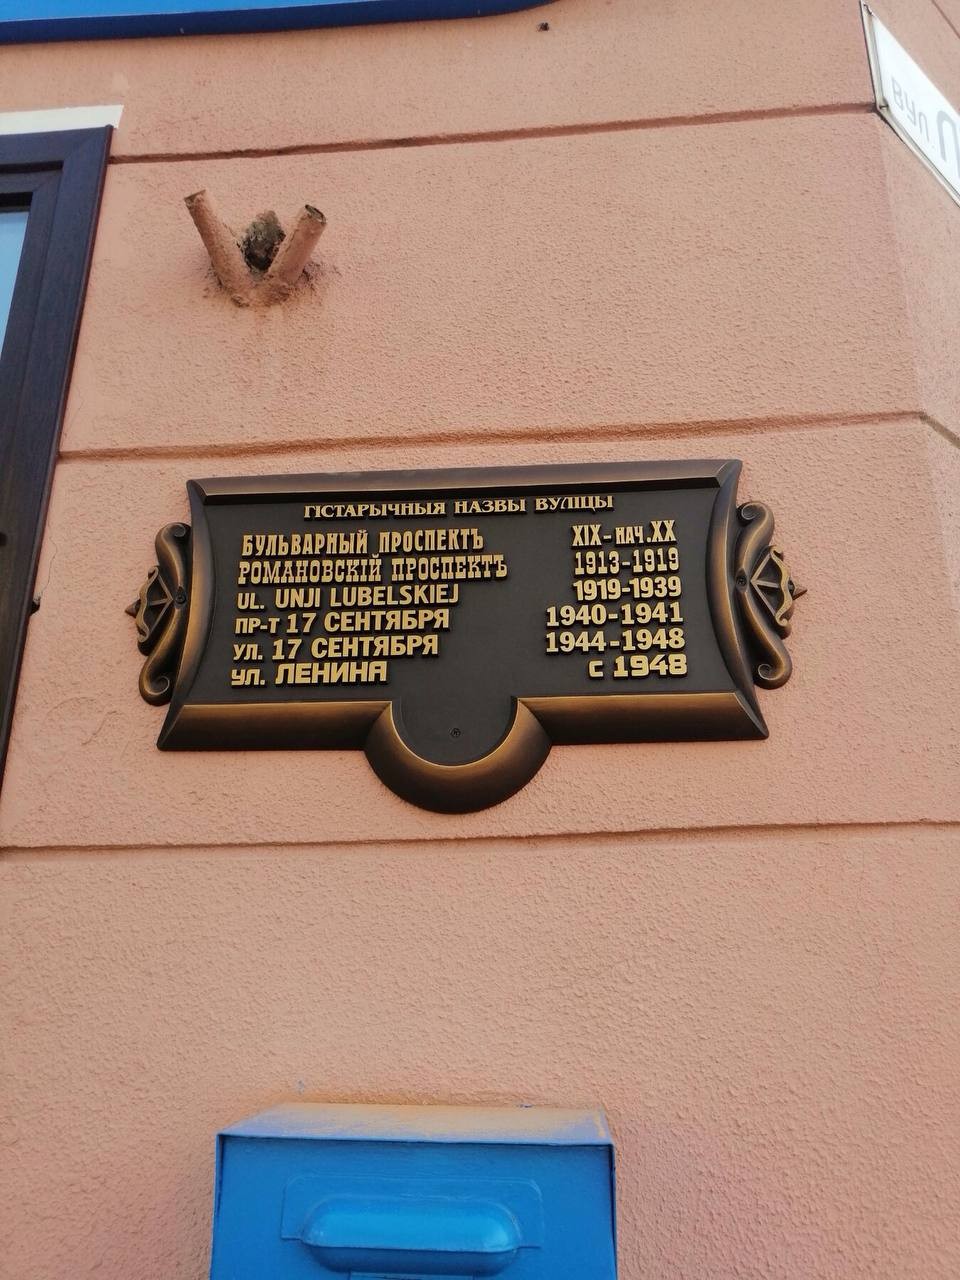 вул. П
ГІСТАРЫЧНЫЯ НАЗВЫ ВУЛІЦЫ
БУЛЬВАРНЫЙ ПРОСПЕКТЪ XIX - НАЧ. XX
РОМАНОВСКІЙ ПРОСПЕКТЪ 1913-1919
UL. UNJI LUBELSKIEJ 1919-1939
ПР-Т 17 СЕНТЯБРЯ 1940-1941
УЛ. 17 СЕНТЯБРЯ 1944-1948
УЛ. ЛЕНИНА С 1948